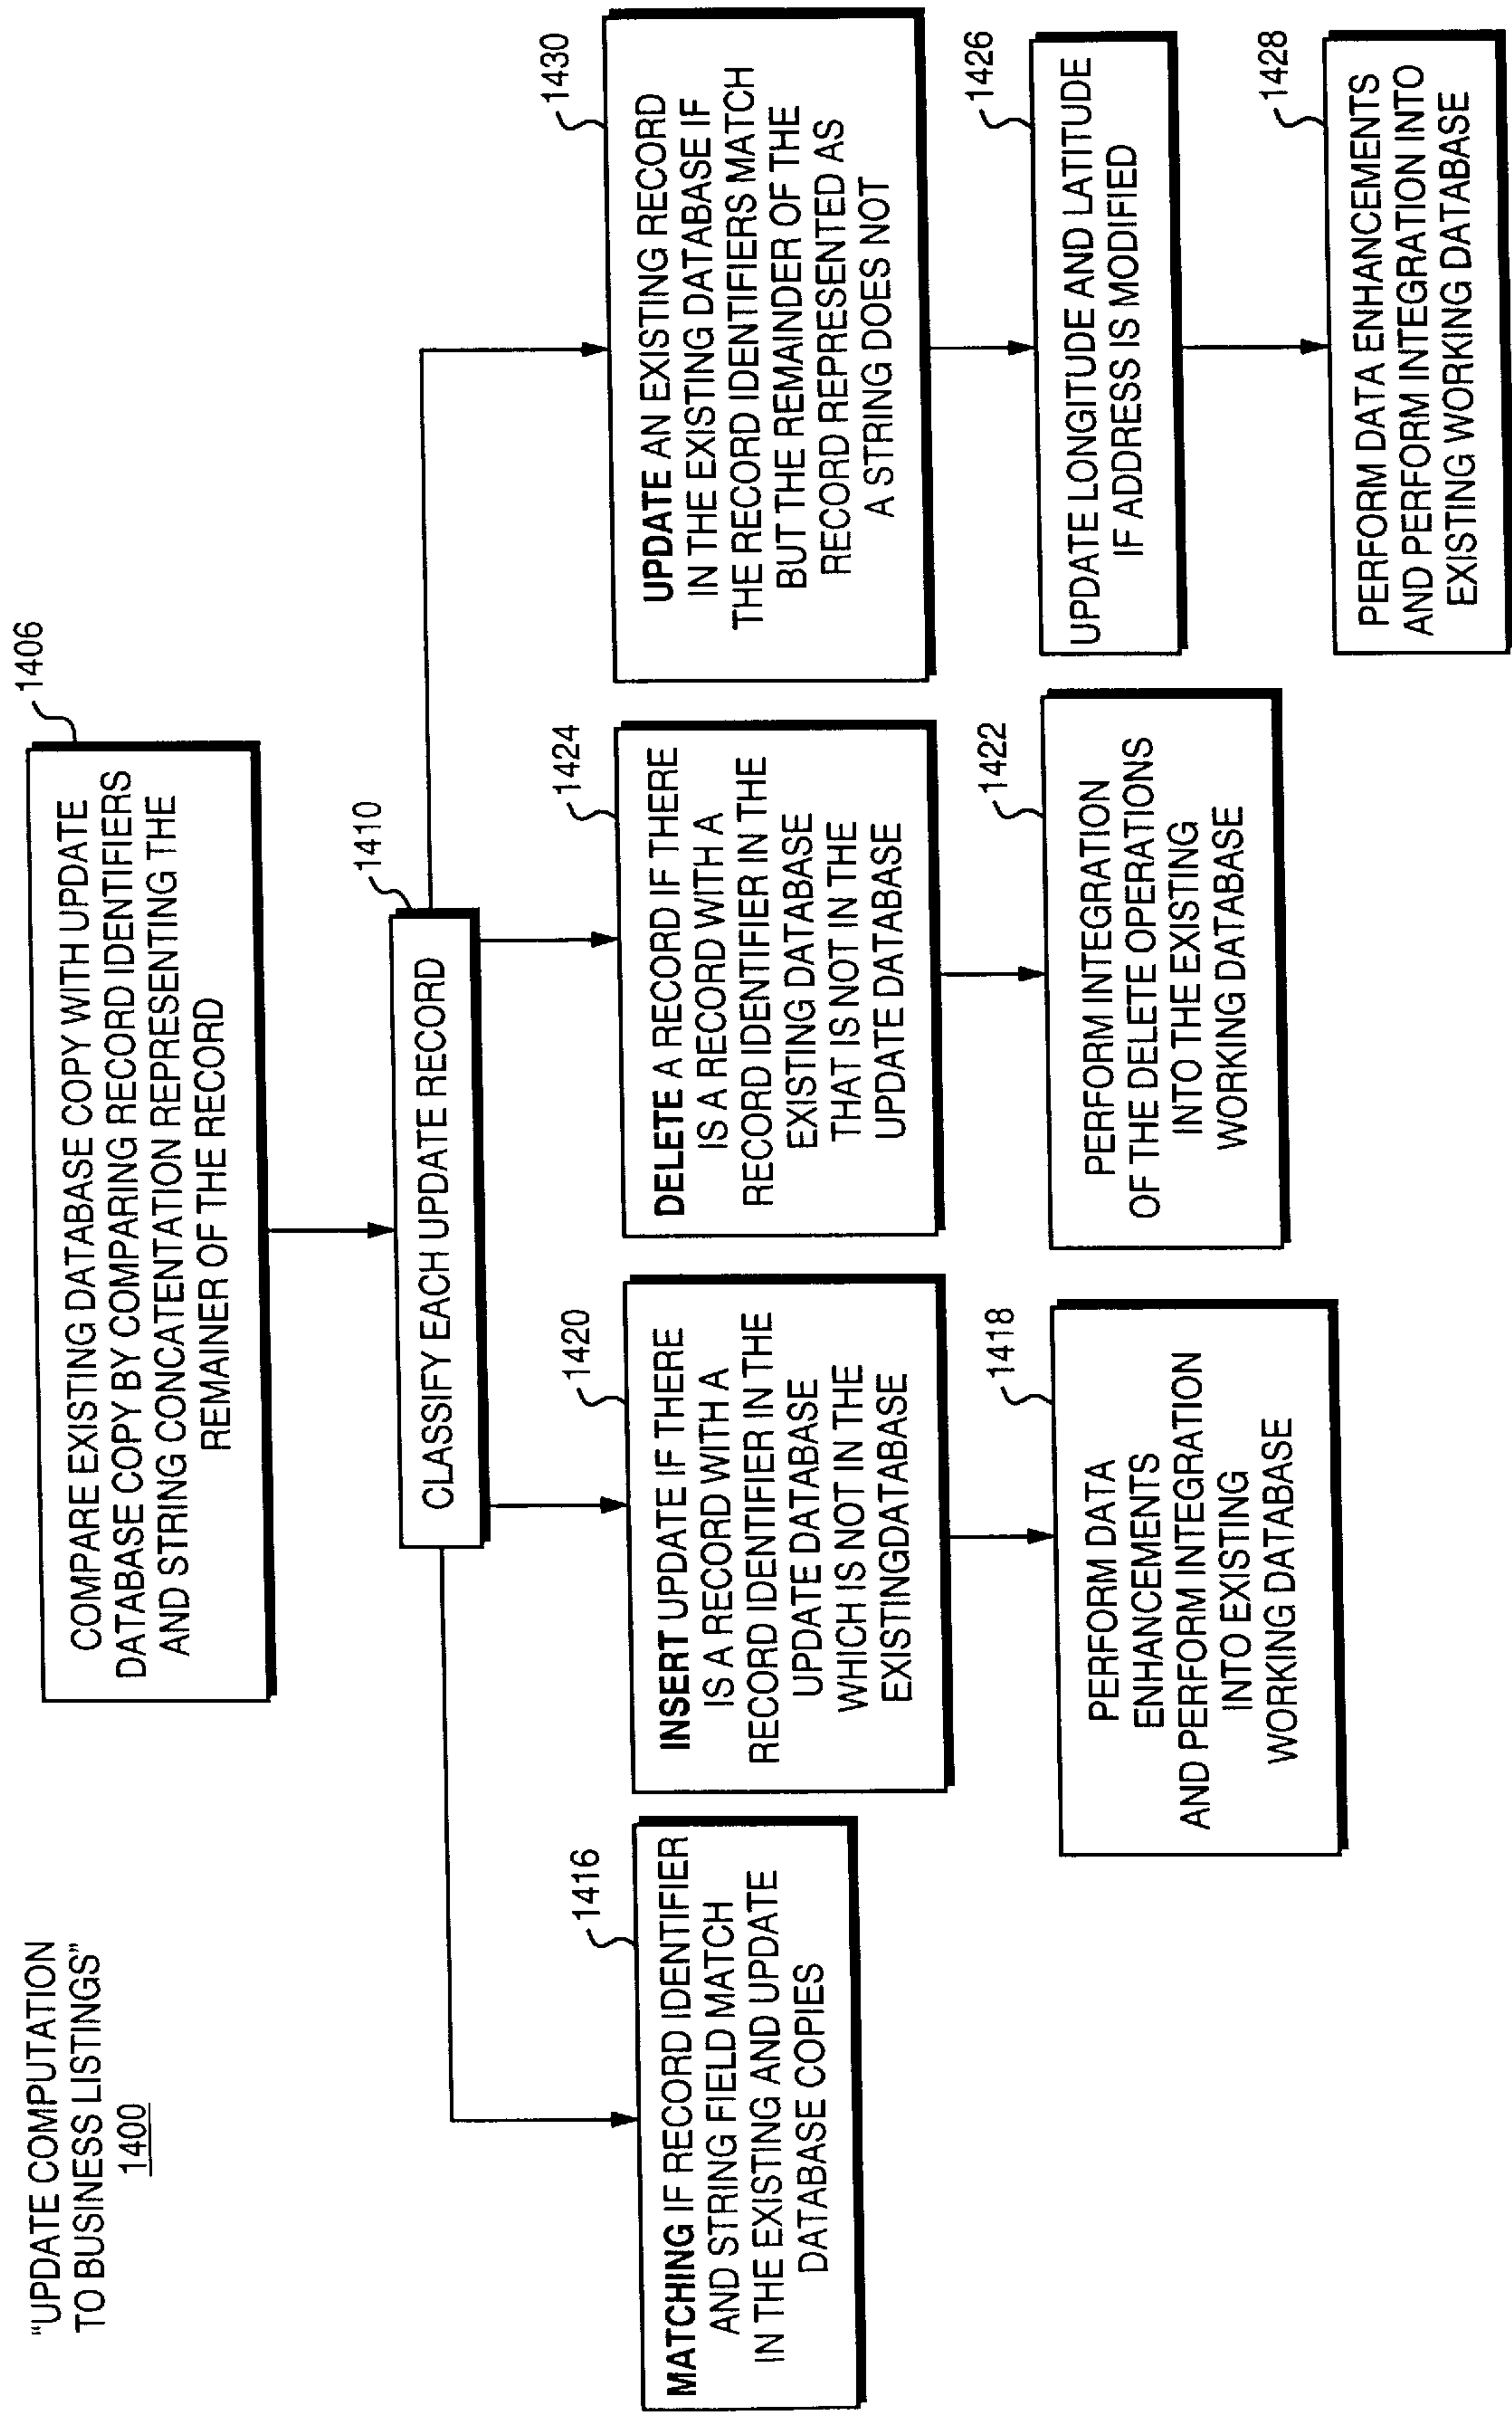 "UPDATE COMPUTATION
TO BUSINESS LISTINGS"
1400
1406
COMPARE EXISTING DATABASE COPY WITH UPDATE
DATABASE COPY BY COMPARING RECORD IDENTIFIERS
AND STRING CONCATENTATION REPRESENTING THE
REMAINER OF THE RECORD
1410
CLASSIFY EACH UPDATE RECORD
1416
MATCHING IF RECORD IDENTIFIER
AND STRING FIELD MATCH
IN THE EXISTING AND UPDATE
DATABASE COPIES
1420
INSERT UPDATE IF THERE
IS A RECORD WITH A
RECORD IDENTIFIER IN THE
UPDATE DATABASE
WHICH IS NOT IN THE
EXISTINGDATABASE
1424
DELETE A RECORD IF THERE
IS A RECORD WITH A
RECORD IDENTIFIER IN THE
EXISTING DATABASE
THAT IS NOT IN THE
UPDATE DATABASE
1430
UPDATE AN EXISTING RECORD
IN THE EXISTING DATABASE IF
THE RECORD IDENTIFIERS MATCH
BUT THE REMAINDER OF THE
RECORD REPRESENTED AS
A STRING DOES NOT
1418
PERFORM DATA
ENHANCEMENTS
AND PERFORM INTEGRATION
INTO EXISTING
WORKING DATABASE
1422
PERFORM INTEGRATION
OF THE DELETE OPERATIONS
INTO THE EXISTING
WORKING DATABASE
1426
UPDATE LONGITUDE AND LATITUDE
IF ADDRESS IS MODIFIED
1428
PERFORM DATA ENHANCEMENTS
AND PERFORM INTEGRATION INTO
EXISTING WORKING DATABASE